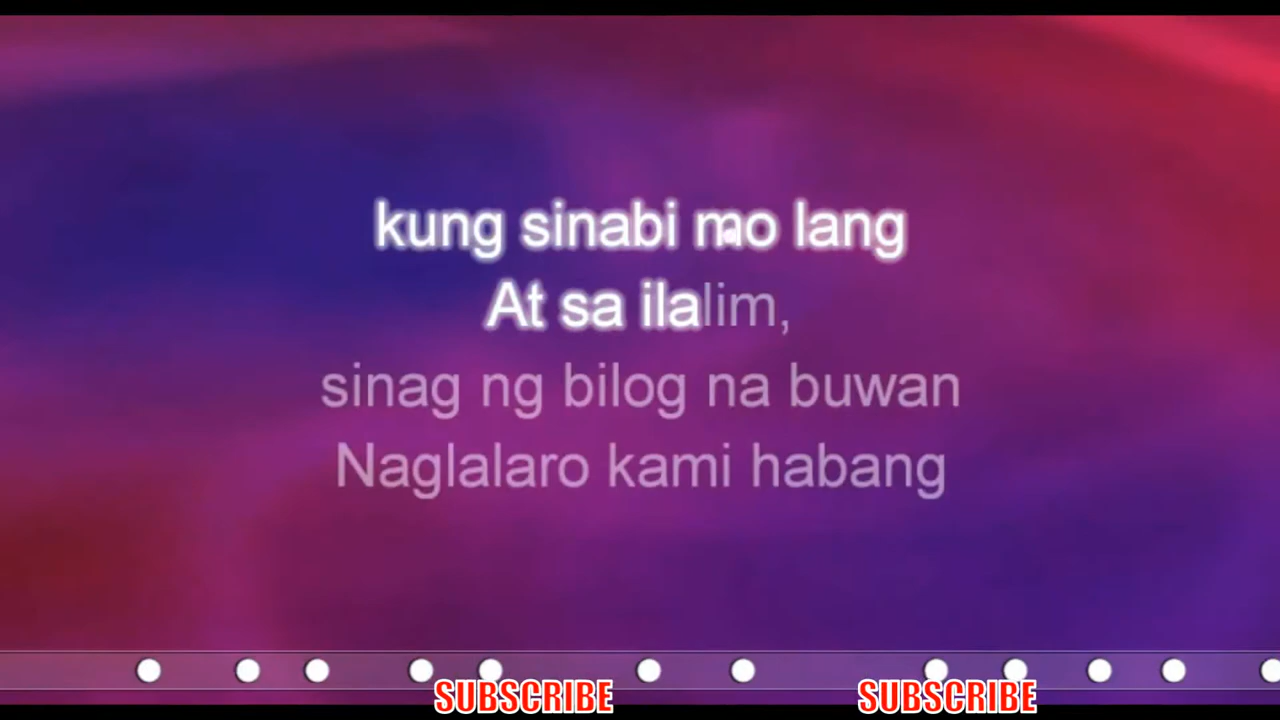 kung sinabi mo lang
At sa ilalim,
sinag ng bilog na buwan
Naglalaro kami habang
SUBSCRIBE SUBSCRIBE